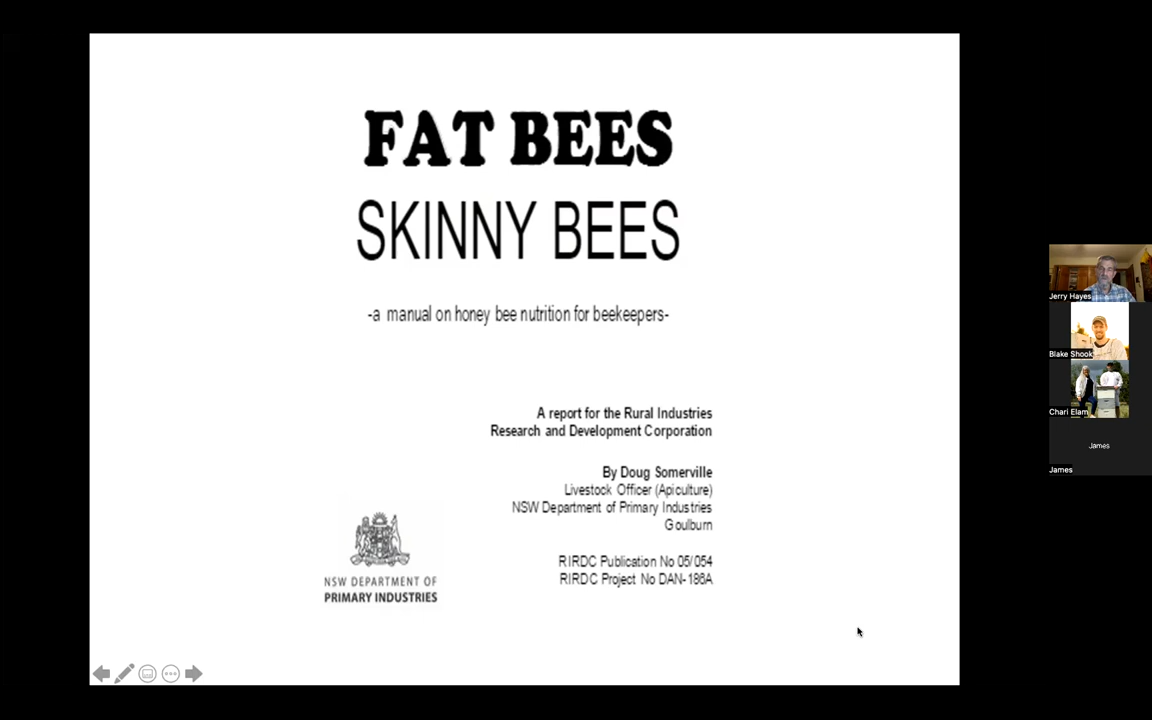 FAT BEES
SKINNY BEES
-a manual on honey bee nutrition for beekeepers-
A report for the Rural Industries
Research and Development Corporation
By Doug Somerville
Livestock Officer (Apiculture)
NSW Department of Primary Industries
Goulburn
RIRDC Publication No 05/054
RIRDC Project No DAN-186A
NSW DEPARTMENT OF
PRIMARY INDUSTRIES
Jerry Hayes
Blake Shook
Chari Elam
James
James